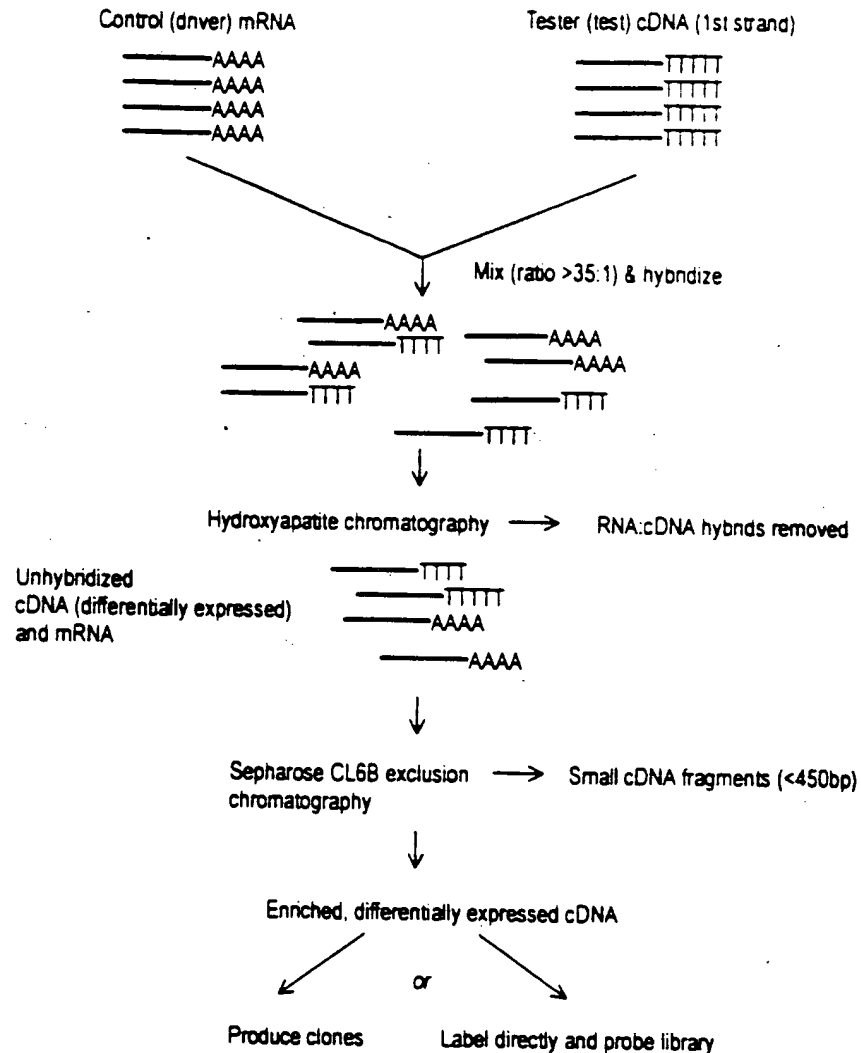 Control (driver) mRNA
Tester (test) cDNA (1st strand)
AAAA
TTTTT
AAAA
TTTTT
AAAA
TTTTT
AAAA
TTTTT
Mix (ratio >35:1) & hybridize
AAAA
AAAA
TTTT
AAAA
AAAA
TTTT
TTTT
TTTT
Hydroxyapatite chromatography
RNA:cDNA hybrids removed
Unhybridized
cDNA (differentially expressed)
and mRNA
TTTT
TTTTT
AAAA
AAAA
Sepharose CL6B exclusion
chromatography
Small cDNA fragments (<450bp)
Enriched, differentially expressed cDNA
or
Produce clones
Label directly and probe library